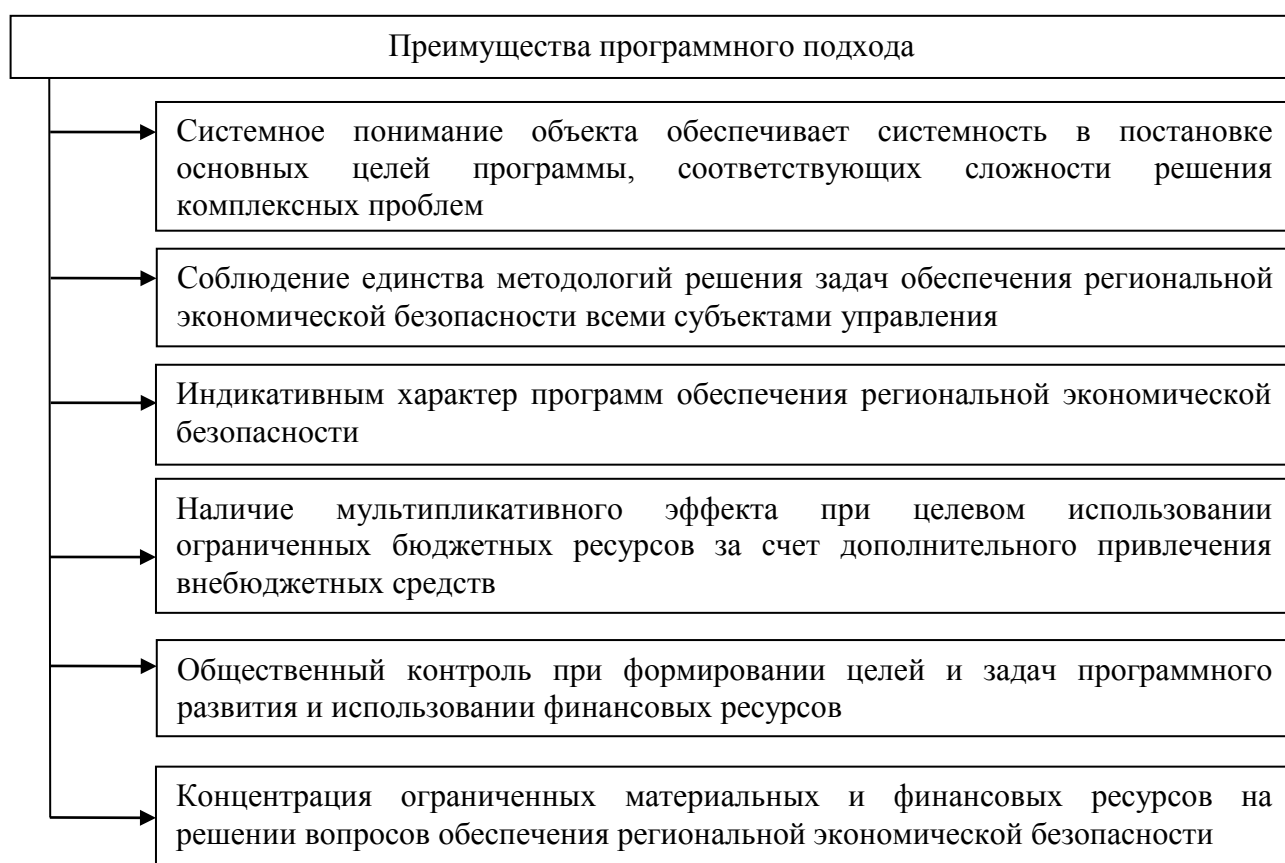 Преимущества программного подхода
Системное понимание объекта обеспечивает системность в постановке
основных целей программы, соответствующих сложности решения
комплексных проблем
Соблюдение единства методологий решения задач обеспечения региональной
экономической безопасности всеми субъектами управления
Индикативным характер программ обеспечения региональной экономической
безопасности
Наличие мультипликативного эффекта при целевом использовании
ограниченных бюджетных ресурсов за счет дополнительного привлечения
внебюджетных средств
Общественный контроль при формировании целей и задач программного
развития и использовании финансовых ресурсов
Концентрация ограниченных материальных и финансовых ресурсов на
решении вопросов обеспечения региональной экономической безопасности